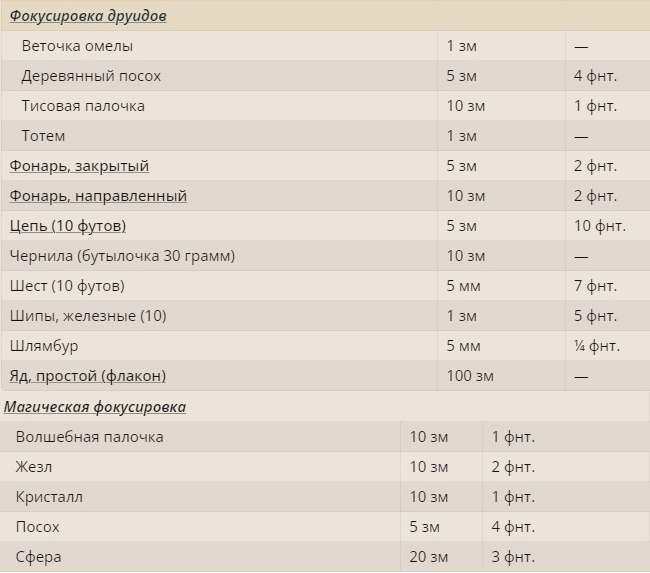 Фокусировка друидов
Веточка омелы 1 зм —
Деревянный посох 5 зм 4 фнт.
Тисовая палочка 10 зм 1 фнт.
Тотем 1 зм —
Фонарь, закрытый 5 зм 2 фнт.
Фонарь, направленный 10 зм 2 фнт.
Цепь (10 футов) 5 зм 10 фнт.
Чернила (бутылочка 30 грамм) 10 зм —
Шест (10 футов) 5 мм 7 фнт.
Шипы, железные (10) 1 зм 5 фнт.
Шлямбур 5 мм ¼ фнт.
Яд, простой (флакон) 100 зм —
Магическая фокусировка
Волшебная палочка 10 зм 1 фнт.
Жезл 10 зм 2 фнт.
Кристалл 10 зм 1 фнт.
Посох 5 зм 4 фнт.
Сфера 20 зм 3 фнт.